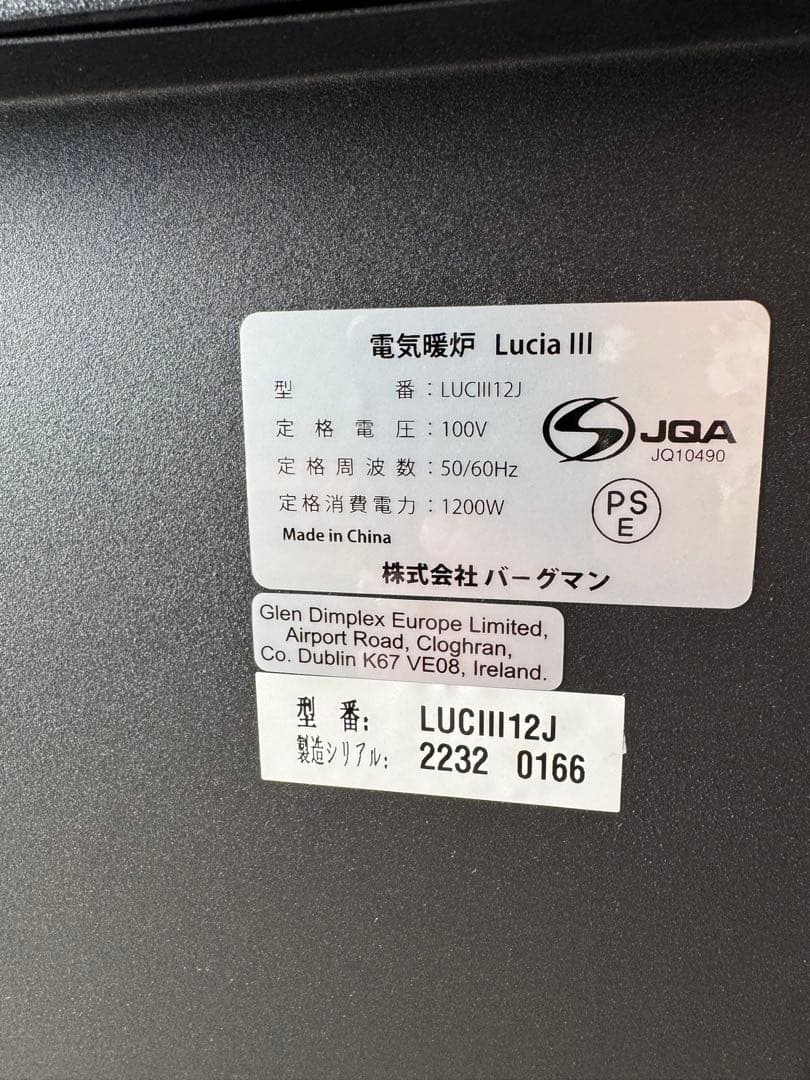 電気暖炉 Lucia III
型番：LUCIII12J
定格電圧：100V
定格周波数：50/60Hz
定格消費電力：1200W
Made in China
JQA
JQ10490
PS
E
株式会社 バーグマン
Glen Dimplex Europe Limited,
Airport Road, Cloghran,
Co. Dublin K67 VE08, Ireland.
型番: LUCIII12J
製造シリアル: 2232 0166